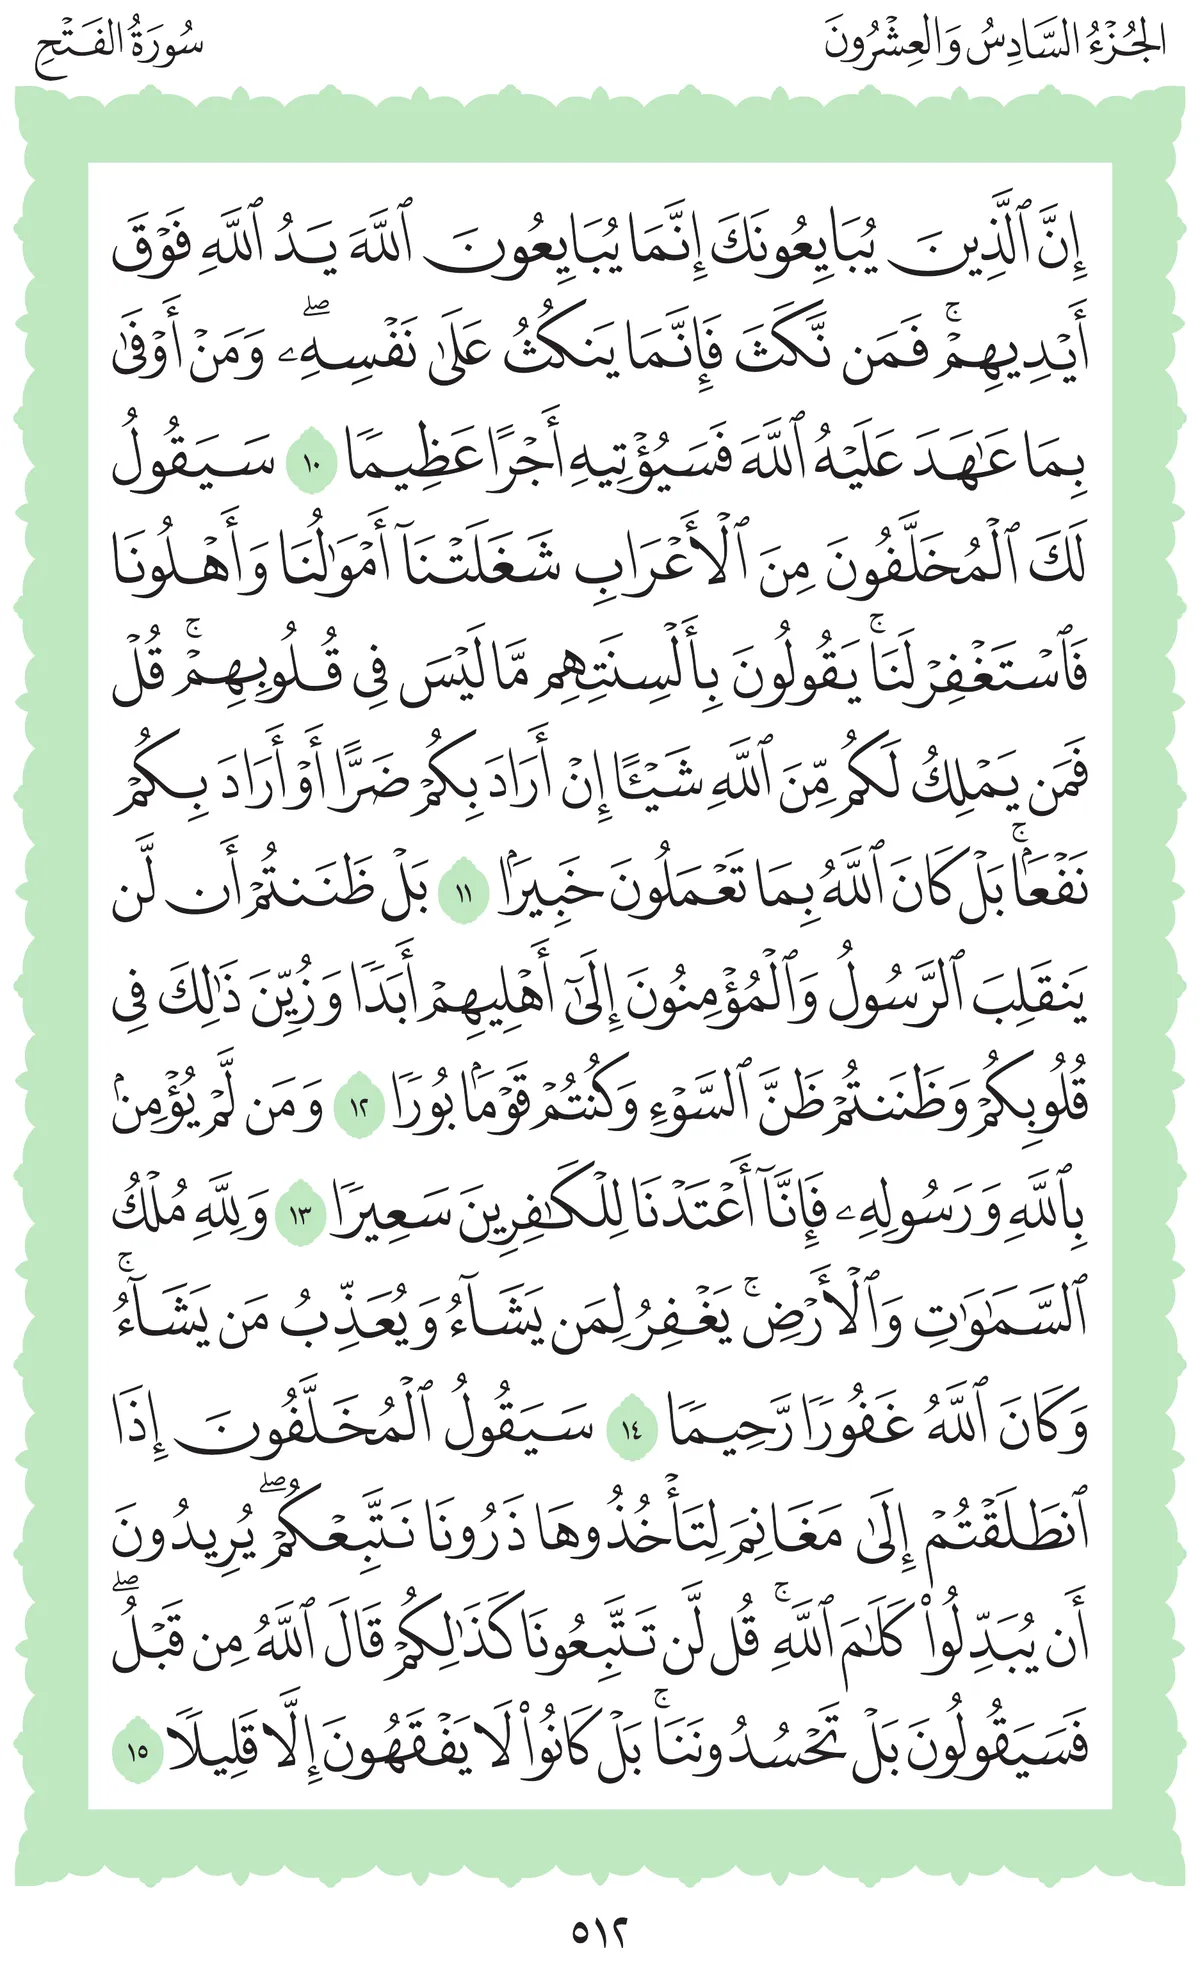 الجُزْءُ السَّادِسُ وَالعِشْرُونَ
سُورَةُ الفَتْحِ
إِنَّ ٱلَّذِينَ يُبَايِعُونَكَ إِنَّمَا يُبَايِعُونَ ٱللَّهَ يَدُ ٱللَّهِ فَوْقَ
أَيْدِيهِمْۚ فَمَن نَّكَثَ فَإِنَّمَا يَنكُثُ عَلَىٰ نَفْسِهِۦۖ وَمَنْ أَوْفَىٰ
بِمَا عَٰهَدَ عَلَيْهُ ٱللَّهَ فَسَيُؤْتِيهِ أَجْرًا عَظِيمًا ١٠ سَيَقُولُ
لَكَ ٱلْمُخَلَّفُونَ مِنَ ٱلْأَعْرَابِ شَغَلَتْنَآ أَمْوَٰلُنَا وَأَهْلُونَا
فَٱسْتَغْفِرْ لَنَاۚ يَقُولُونَ بِأَلْسِنَتِهِم مَّا لَيْسَ فِى قُلُوبِهِمْۚ قُلْ
فَمَن يَمْلِكُ لَكُم مِّنَ ٱللَّهِ شَيْـًٔا إِنْ أَرَادَ بِكُمْ ضَرًّا أَوْ أَرَادَ بِكُمْ
نَفْعًۢاۚ بَلْ كَانَ ٱللَّهُ بِمَا تَعْمَلُونَ خَبِيرًۢا ١١ بَلْ ظَنَنتُمْ أَن لَّن
يَنقَلِبَ ٱلرَّسُولُ وَٱلْمُؤْمِنُونَ إِلَىٰٓ أَهْلِيهِمْ أَبَدًا وَزُيِّنَ ذَٰلِكَ فِى
قُلُوبِكُمْ وَظَنَنتُمْ ظَنَّ ٱلسَّوْءِ وَكُنتُمْ قَوْمًۢا بُورًا ١٢ وَمَن لَّمْ يُؤْمِنۢ
بِٱللَّهِ وَرَسُولِهِۦ فَإِنَّآ أَعْتَدْنَا لِلْكَٰفِرِينَ سَعِيرًا ١٣ وَلِلَّهِ مُلْكُ
ٱلسَّمَٰوَٰتِ وَٱلْأَرْضِۚ يَغْفِرُ لِمَن يَشَآءُ وَيُعَذِّبُ مَن يَشَآءُۚ
وَكَانَ ٱللَّهُ غَفُورًا رَّحِيمًا ١٤ سَيَقُولُ ٱلْمُخَلَّفُونَ إِذَا
ٱنطَلَقْتُمْ إِلَىٰ مَغَانِمَ لِتَأْخُذُوهَا ذَرُونَا نَتَّبِعْكُمْۖ يُرِيدُونَ
أَن يُبَدِّلُوا۟ كَلَٰمَ ٱللَّهِۚ قُل لَّن تَتَّبِعُونَا كَذَٰلِكُمْ قَالَ ٱللَّهُ مِن قَبْلُۖ
فَسَيَقُولُونَ بَلْ تَحْسُدُونَنَاۚ بَلْ كَانُوا۟ لَا يَفْقَهُونَ إِلَّا قَلِيلًا ١٥
٥١٢